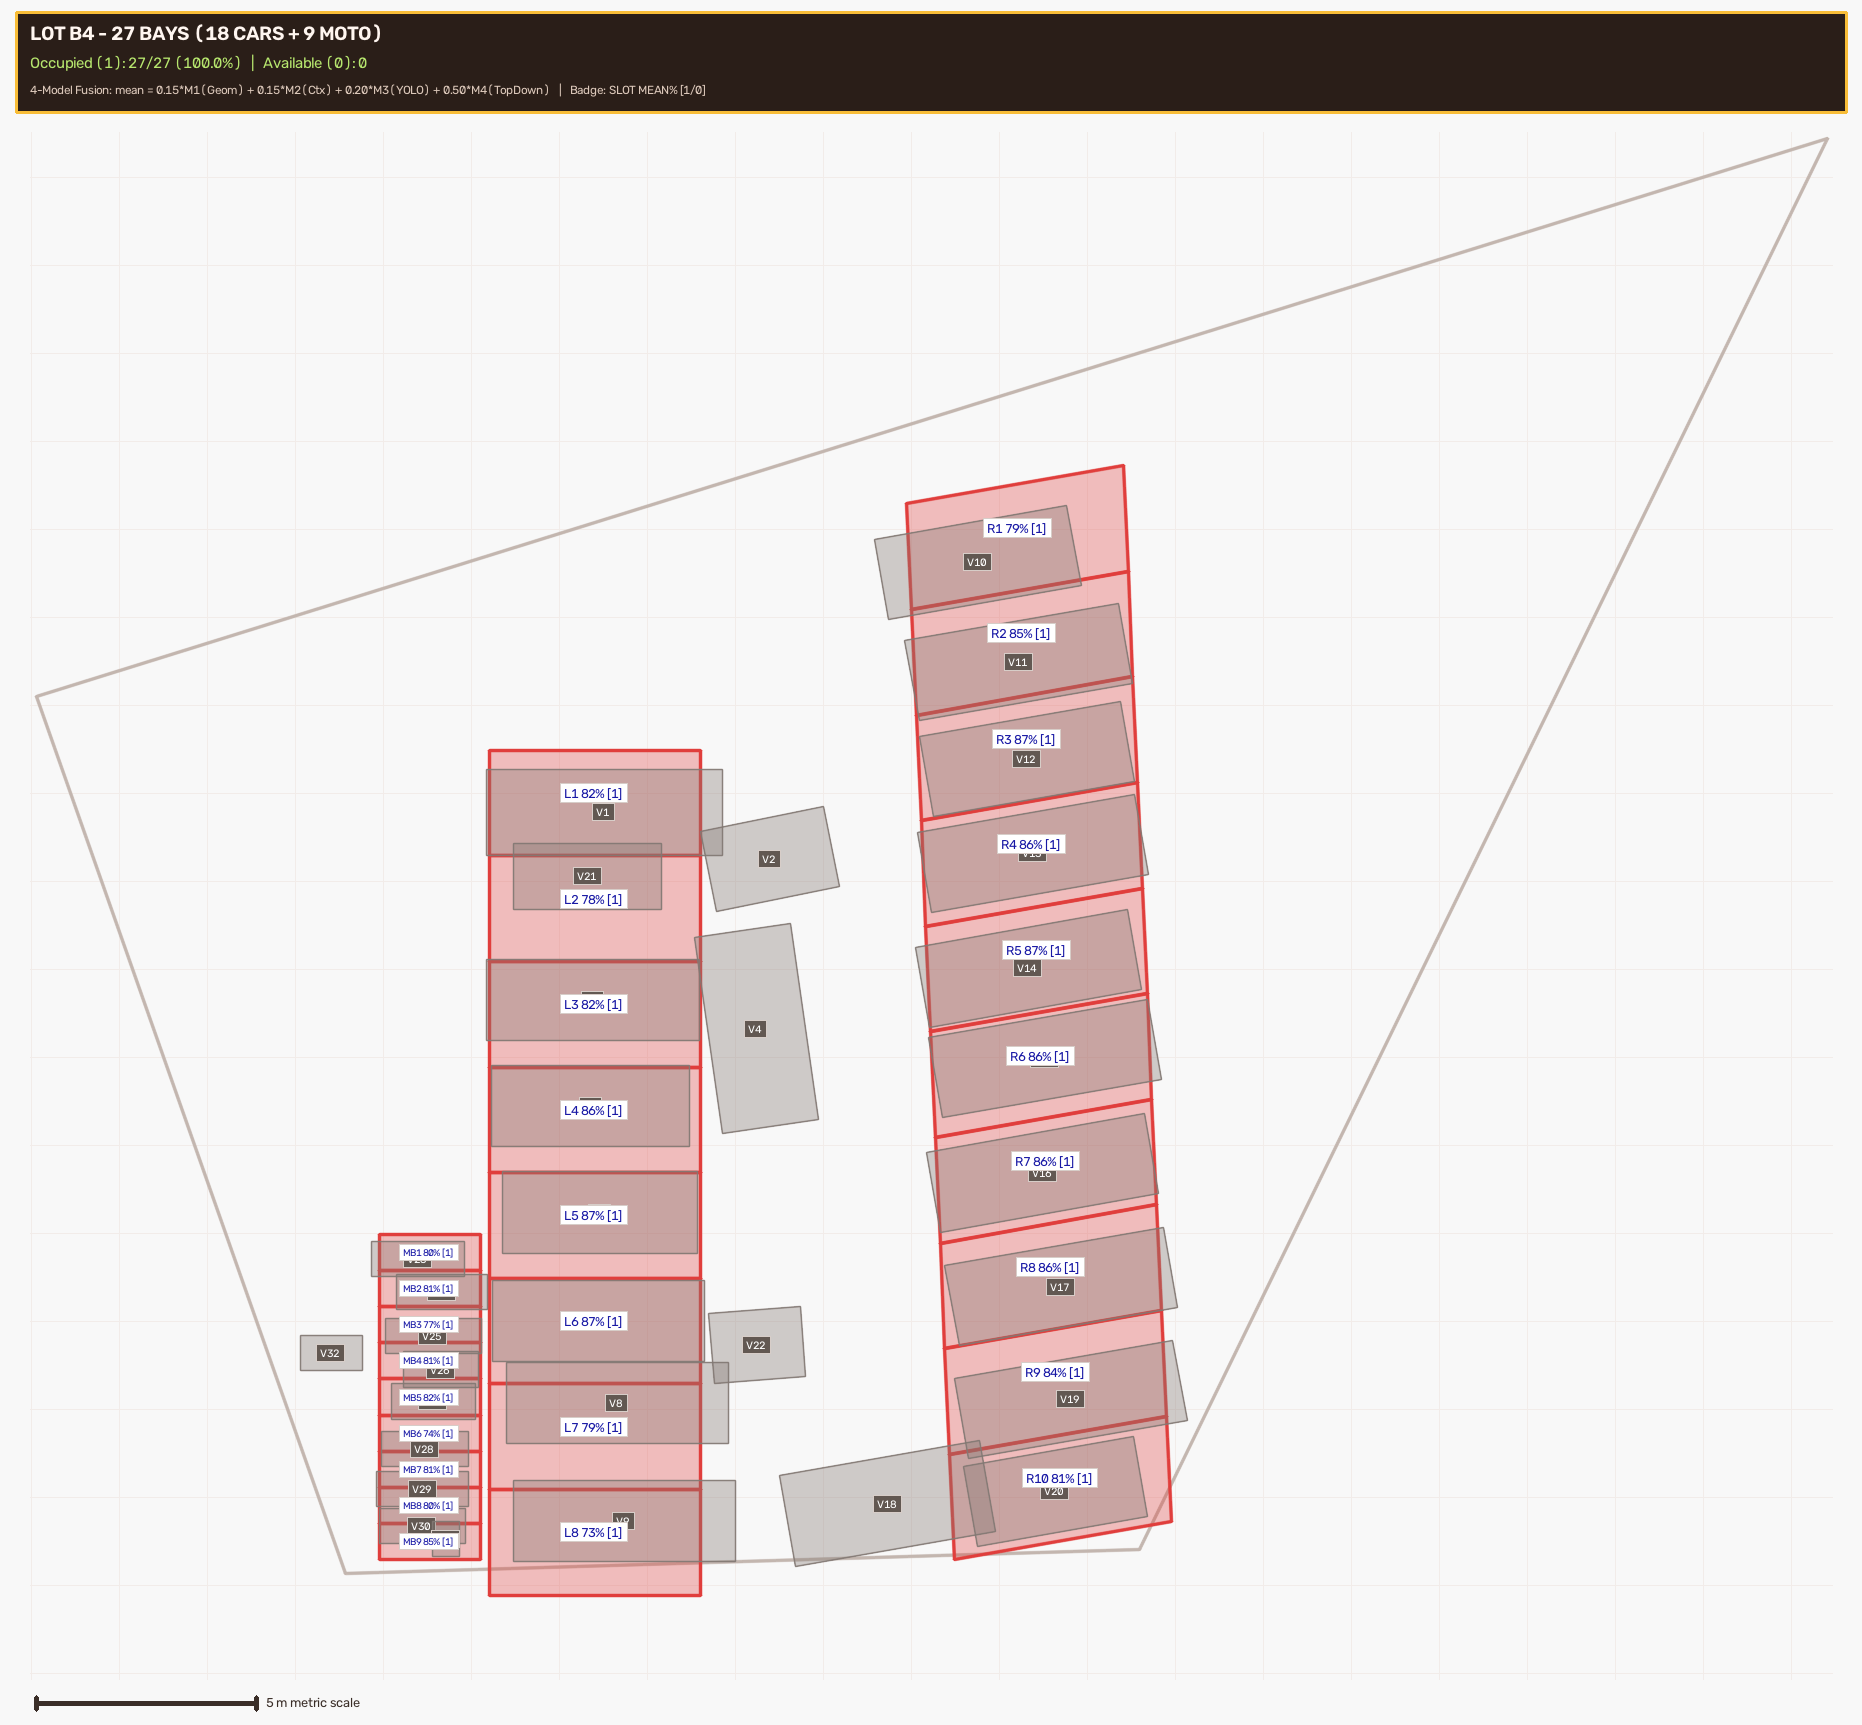 LOT B4 - 27 BAYS (18 CARS + 9 MOTO)
Occupied (1): 27/27 (100.0%) | Available (0): 0
4-Model Fusion: mean = 0.15*M1 (Geom) + 0.15*M2 (Ctx) + 0.20*M3 (YOLO) + 0.50*M4 (TopDown) | Badge: SLOT MEAN% [1/0]
R1 79% [1]
V10
R2 85% [1]
V11
R3 87% [1]
V12
L1 82% [1]
V1
R4 86% [1]
V2
V21
L2 78% [1]
R5 87% [1]
V14
L3 82% [1]
V4
R6 86% [1]
L4 86% [1]
R7 86% [1]
V16
L5 87% [1]
MB1 80% [1]
R8 86% [1]
V17
MB2 81% [1]
L6 87% [1]
MB3 77% [1]
V25
V22
V32
MB4 81% [1]
V26
R9 84% [1]
MB5 82% [1]
V19
V8
L7 79% [1]
MB6 74% [1]
V28
MB7 81% [1]
R10 81% [1]
V29
V20
V18
MB8 80% [1]
V9
V30
L8 73% [1]
MB9 85% [1]
5 m metric scale